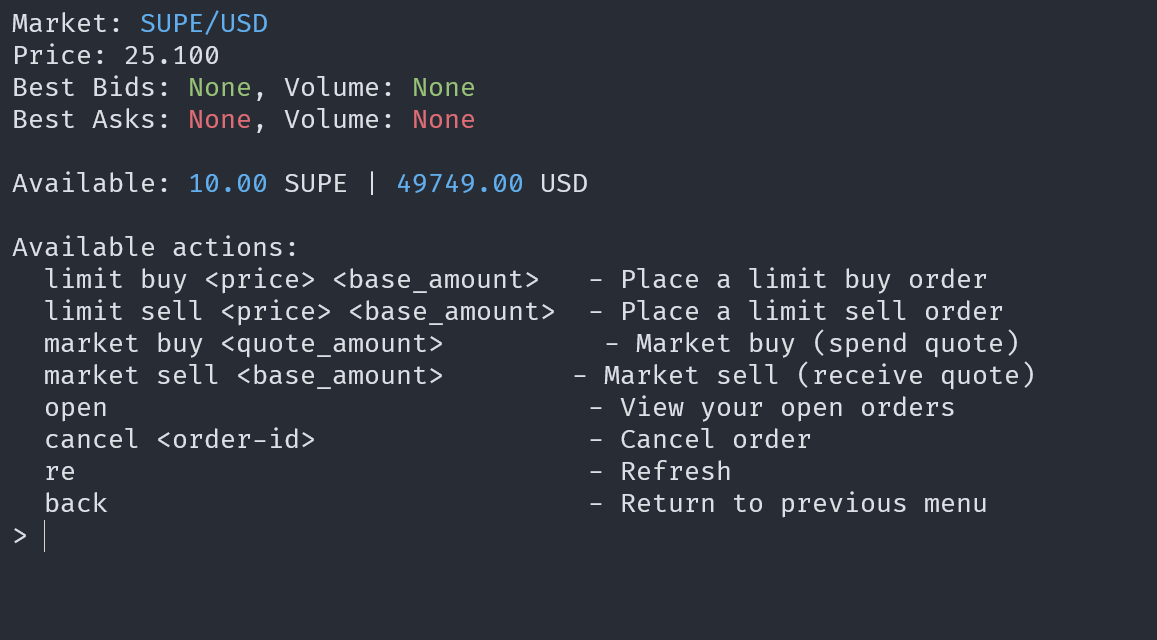 Market: SUPE/USD
Price: 25.100
Best Bids: None, Volume: None
Best Asks: None, Volume: None
Available: 10.00 SUPE | 49749.00 USD
Available actions:
limit buy <price> <base_amount> - Place a limit buy order
limit sell <price> <base_amount> - Place a limit sell order
market buy <quote_amount> - Market buy (spend quote)
market sell <base_amount> - Market sell (receive quote)
open - View your open orders
cancel <order-id> - Cancel order
re - Refresh
back - Return to previous menu
>